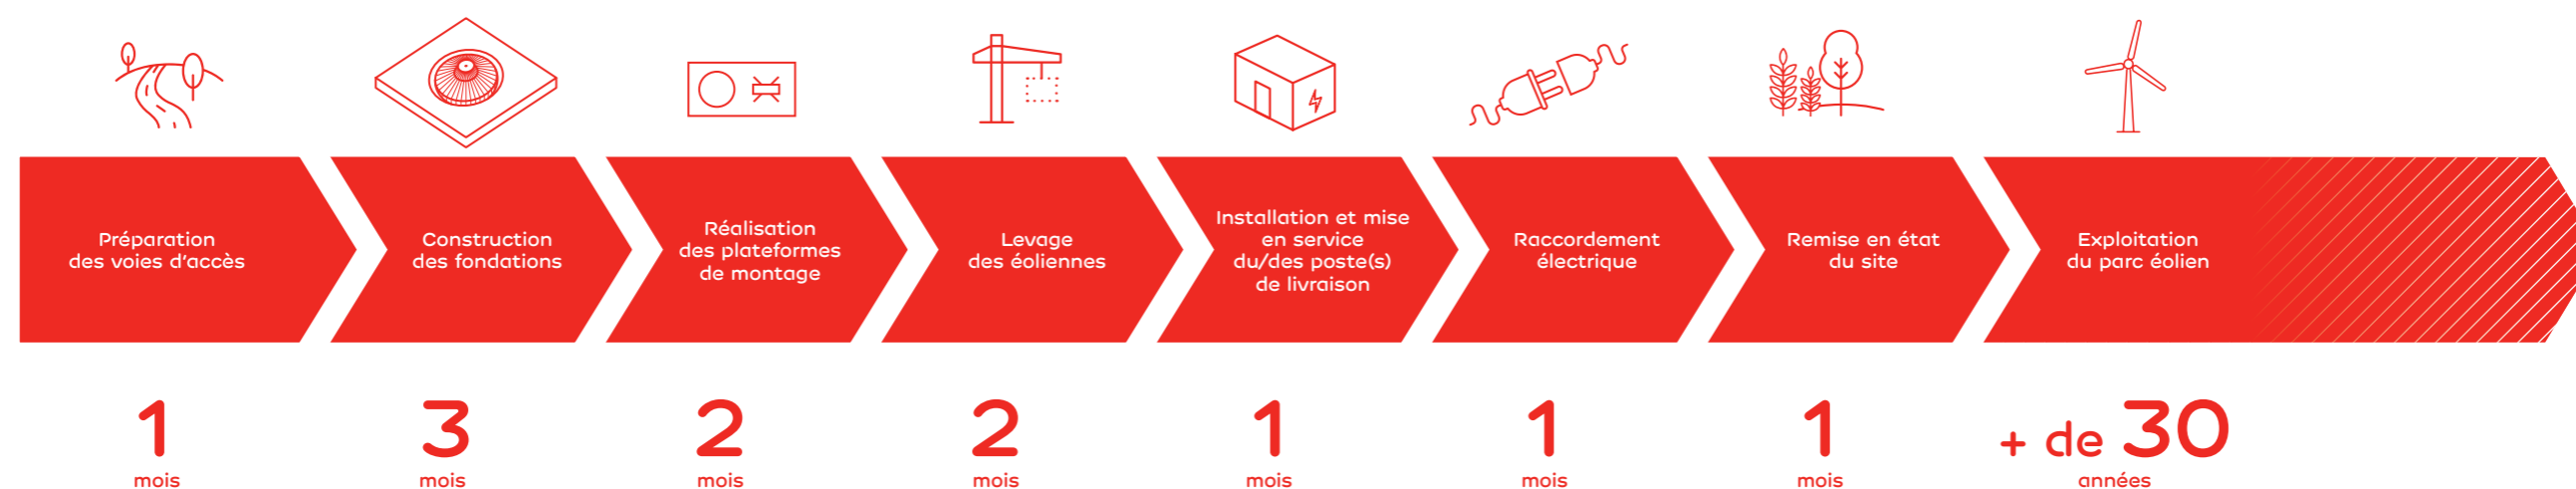 Préparation
des voies d'accès
Construction
des fondations
Réalisation
des plateformes
de montage
Levage
des éoliennes
Installation et mise
en service
du/des poste(s)
de livraison
Raccordement
électrique
Remise en état
du site
Exploitation
du parc éolien
1
mois
3
mois
2
mois
2
mois
1
mois
1
mois
1
mois
+ de 30
années